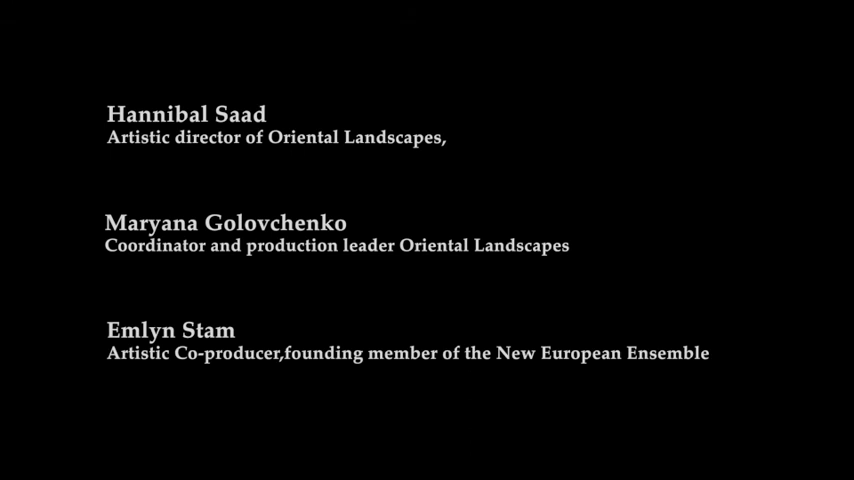 Hannibal Saad
Artistic director of Oriental Landscapes,
Maryana Golovchenko
Coordinator and production leader Oriental Landscapes
Emlyn Stam
Artistic Co-producer,founding member of the New European Ensemble